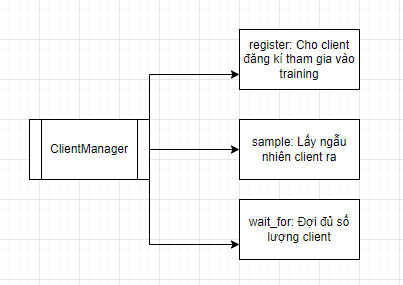 register: Cho client
đăng kí tham gia vào
training
ClientManager
sample: Lấy ngẫu
nhiên client ra
wait_for: Đợi đủ số
lượng client